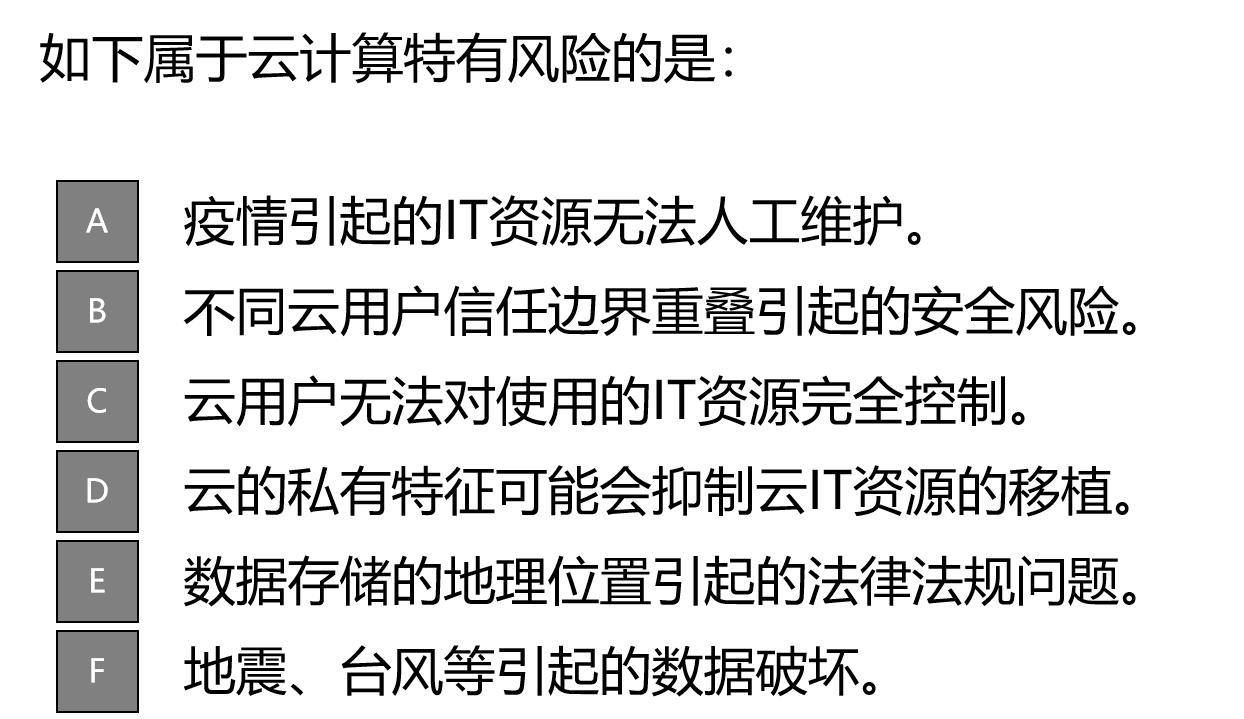 如下属于云计算特有风险的是：
A 疫情引起的IT资源无法人工维护。
B 不同云用户信任边界重叠引起的安全风险。
C 云用户无法对使用的IT资源完全控制。
D 云的私有特征可能会抑制云IT资源的移植。
E 数据存储的地理位置引起的法律法规问题。
F 地震、台风等引起的数据破坏。